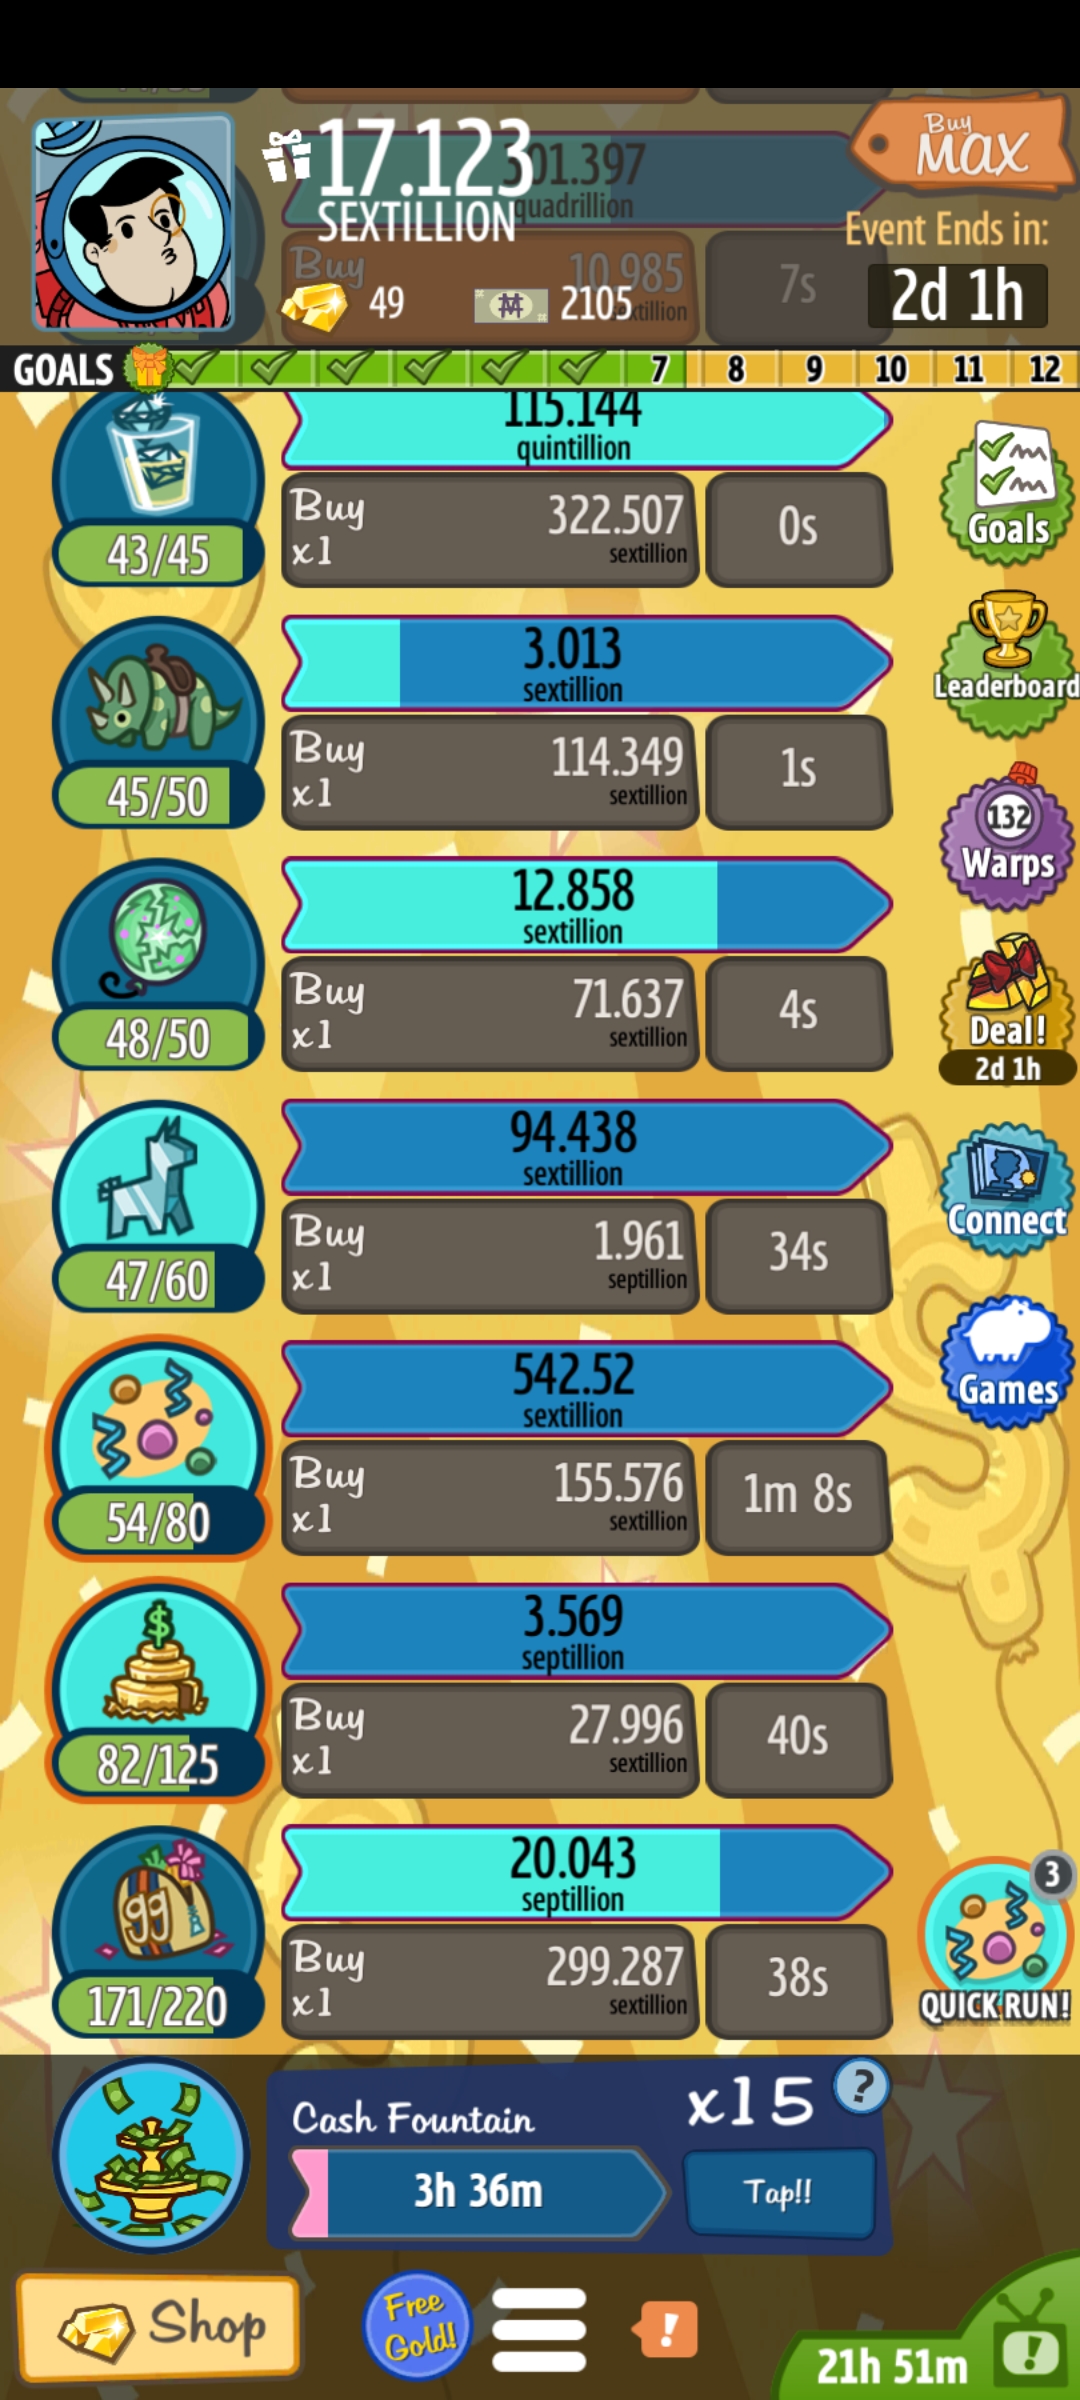 17.123
SEXTILLION
301.397
quadrillion
Buy
10.985
7s
49
2105
Buy
MAX
Event Ends in:
2d 1h
GOALS
7
8
9
10
11
12
115.144
quintillion
43/45
Buy
x1
322.507
sextillion
0s
3.013
sextillion
45/50
Buy
x1
114.349
sextillion
1s
12.858
sextillion
48/50
Buy
x1
71.637
sextillion
4s
94.438
sextillion
47/60
Buy
x1
1.961
septillion
34s
542.52
sextillion
54/80
Buy
x1
155.576
sextillion
1m 8s
3.569
septillion
$
82/125
Buy
x1
27.996
sextillion
40s
20.043
septillion
99
171/220
Buy
x1
299.287
sextillion
38s
Goals
Leaderboard
132
Warps
Deal!
2d 1h
Connect
Games
3
QUICK RUN!
Cash Fountain
x15
?
3h 36m
Tap!!
Shop
Free
Gold!
!
21h 51m
!